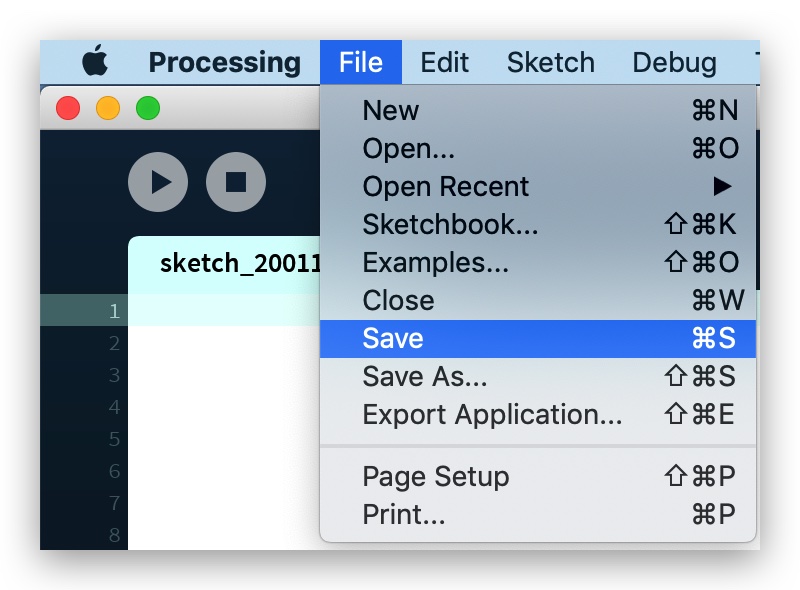 Processing File Edit Sketch Debug
New ⌘N
Open... ⌘O
Open Recent ▶
Sketchbook... ⇧⌘K
sketch_20011
Examples... ⇧⌘O
Close ⌘W
1
Save ⌘S
2
Save As... ⇧⌘S
3
Export Application... ⇧⌘E
4
5
Page Setup ⇧⌘P
6
Print... ⌘P
7
8